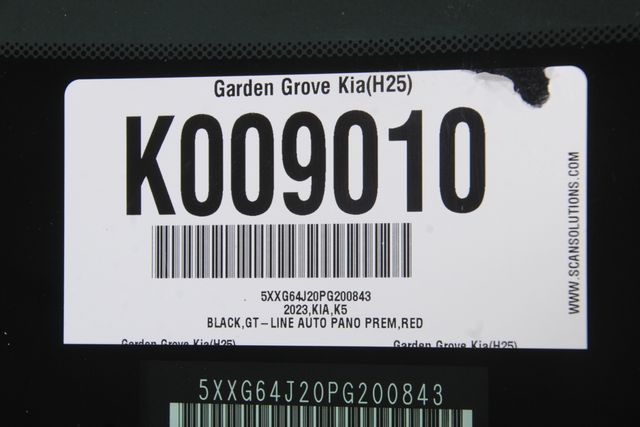 Garden Grove Kia(H25)
K009010
WWW.SCANSOLUTIONS.COM
5XXG64J20PG200843
2023,KIA,K5
BLACK,GT-LINE AUTO PANO PREM,RED
Garden Grove Kia(H25) Garden Grove Kia(H25)
5XXG64J20PG200843